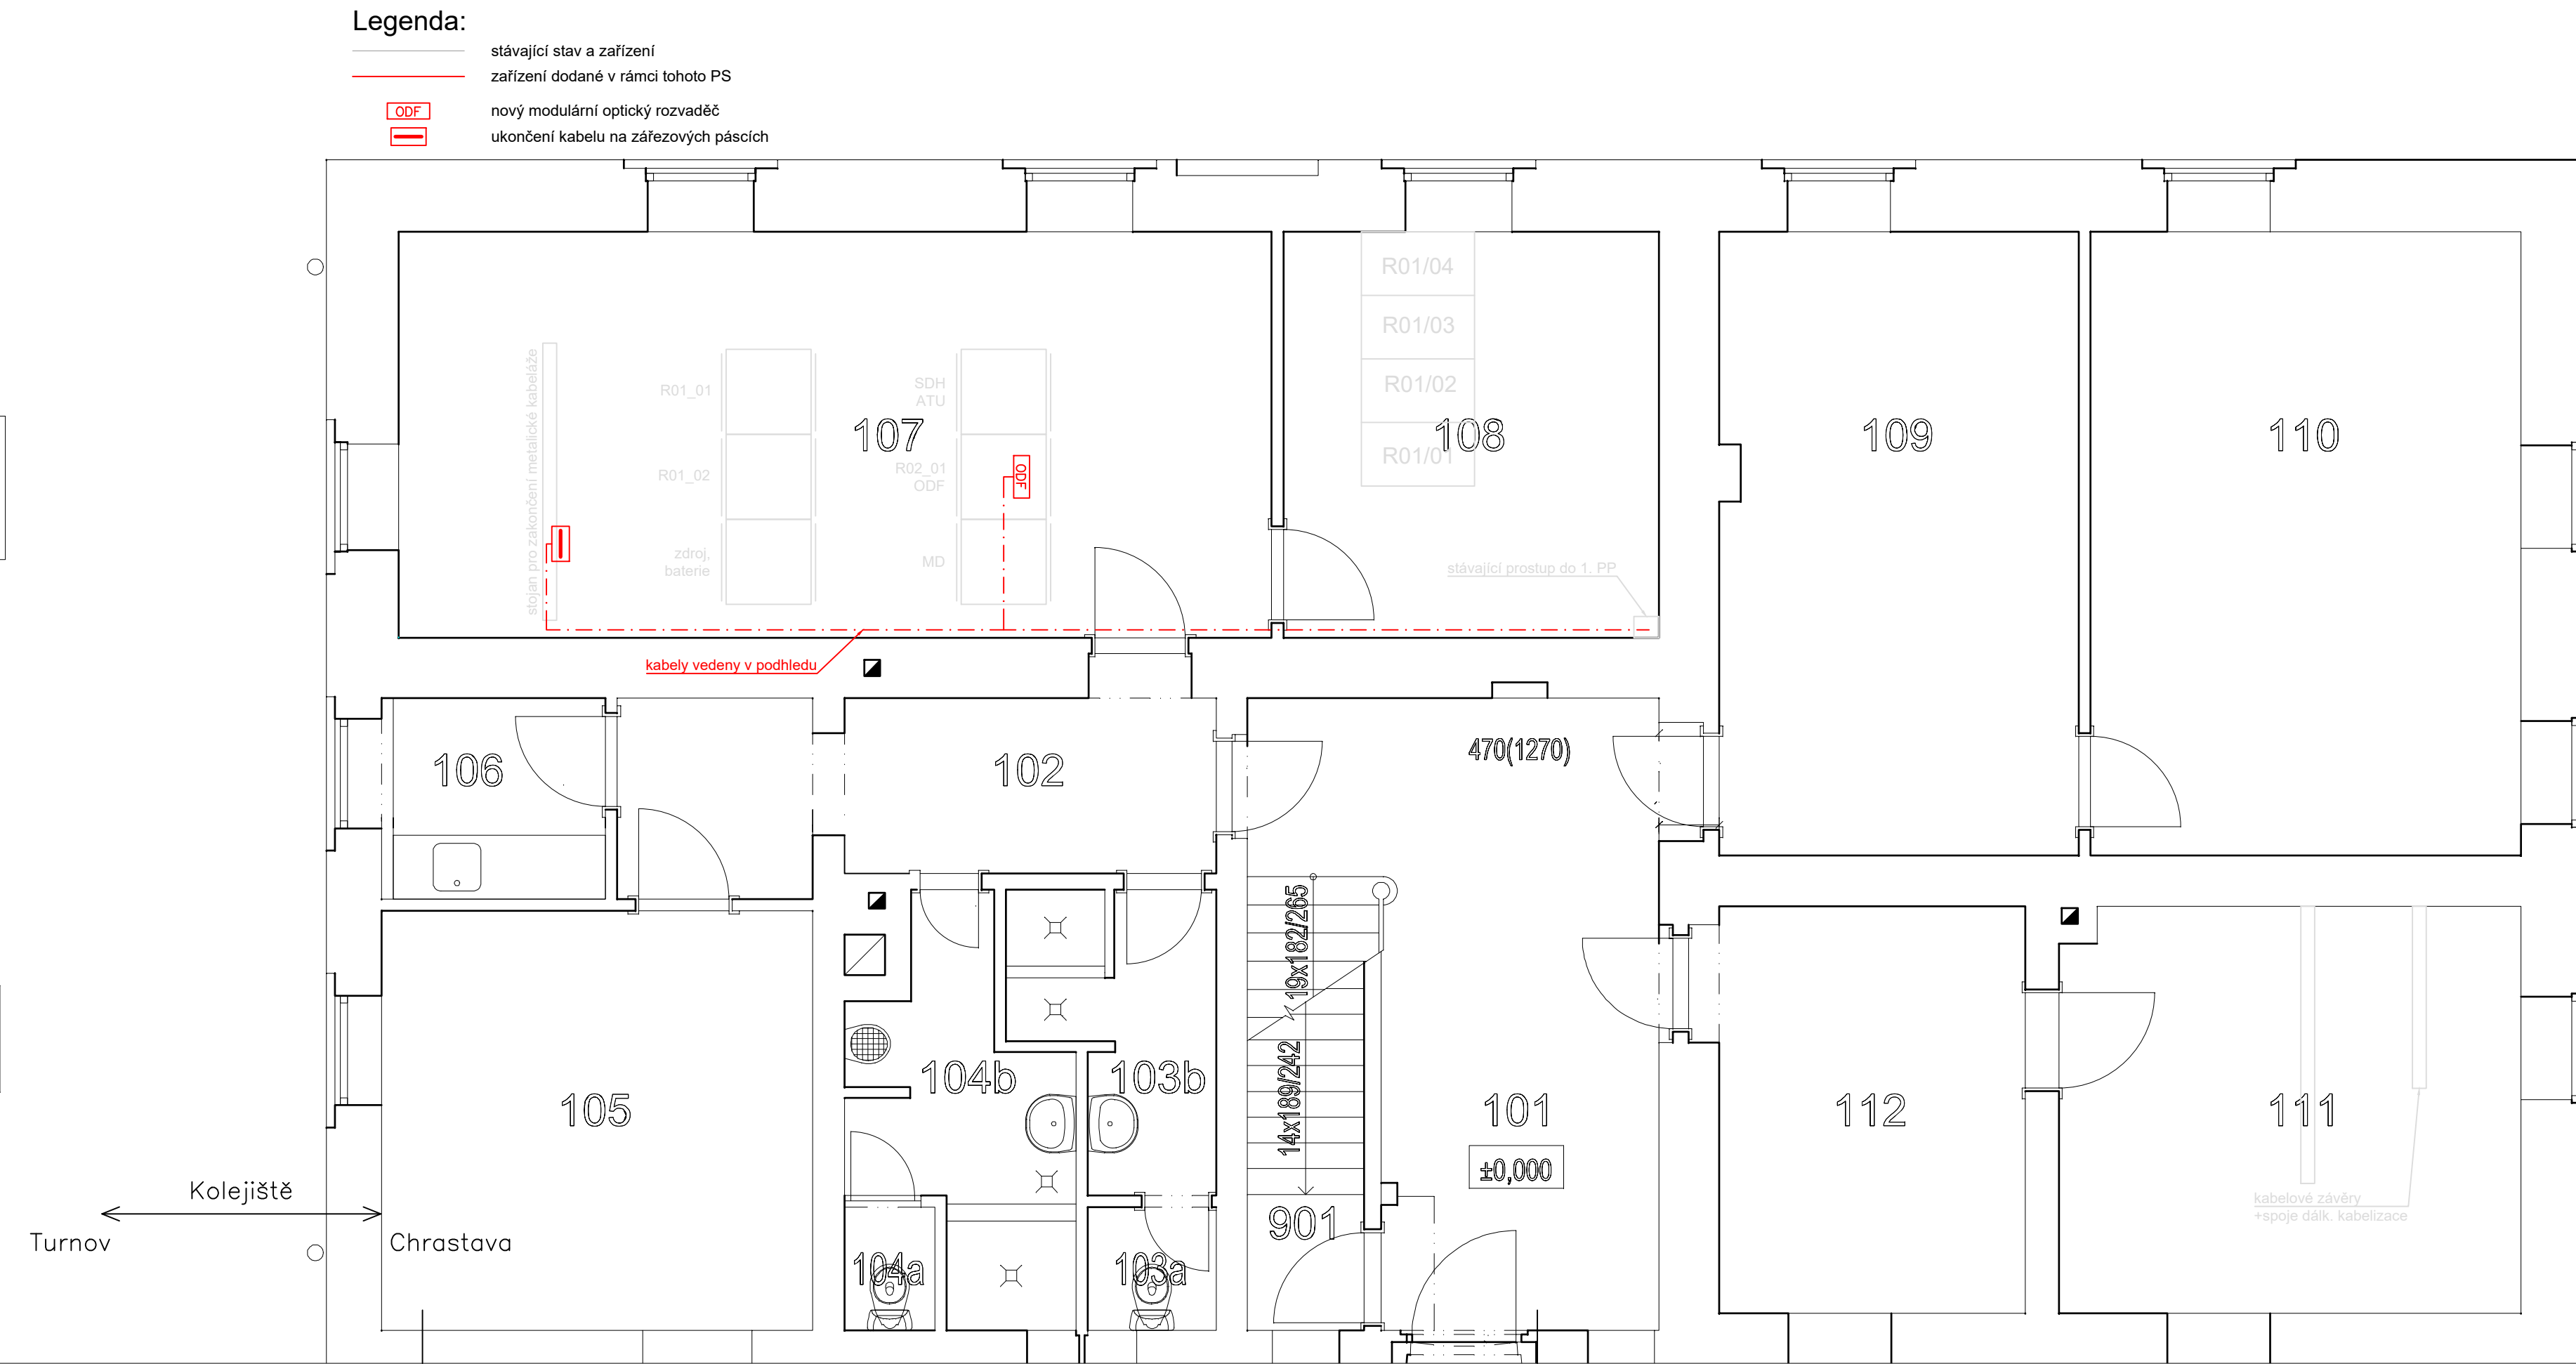 Legenda:
stávající stav a zařízení
zařízení dodané v rámci tohoto PS
ODF
nový modulární optický rozvaděč
ukončení kabelu na zářezových páscích
R01/04
R01/03
R01/02
R01/01
stojan pro zakončení metalické kabeláže
R01_01
R01_02
zdroj,
baterie
SDH
ATU
R02_01
ODF
MD
ODF
107
108
109
110
stávající prostup do 1. PP
kabely vedeny v podhledu
106
102
470(1270)
19x182/265
14x189/242
105
104b
103b
101
±0,000
112
111
kabelové závěry
+spoje dálk. kabelizace
Kolejiště
Turnov
Chrastava
104a
103a
901